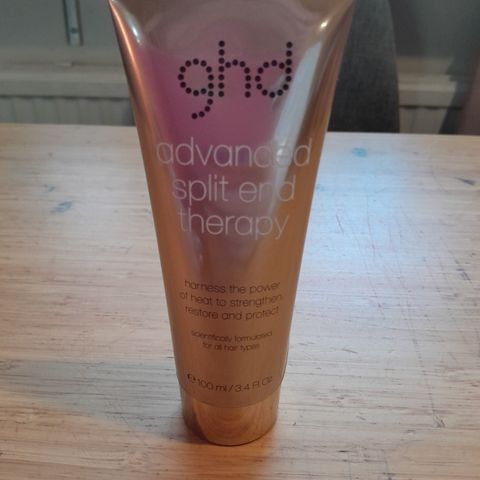 ghd
advanced
split end
therapy
harness the power
of heat to strengthen,
restore and protect
scientifically formulated
for all hair types
℮100 ml / 3·4 Fl Oz